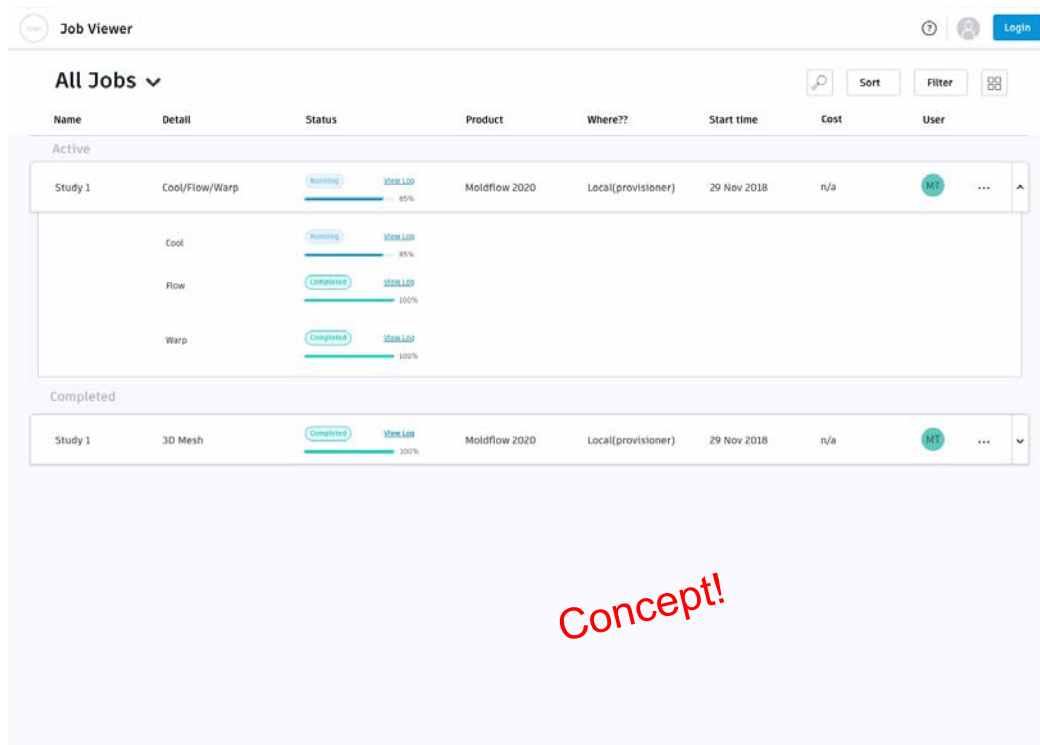 Job Viewer
Login
All Jobs
Sort Filter
Name Detail Status Product Where?? Start time Cost User
Active
Study 1 Cool/Flow/Warp Running View Log 85% Moldflow 2020 Local(provisioner) 29 Nov 2018 n/a MT ...
Cool Running View Log 85%
Flow Completed View Log 100%
Warp Completed View Log 100%
Completed
Study 1 3D Mesh Completed View Log 100% Moldflow 2020 Local(provisioner) 29 Nov 2018 n/a MT ...
Concept!